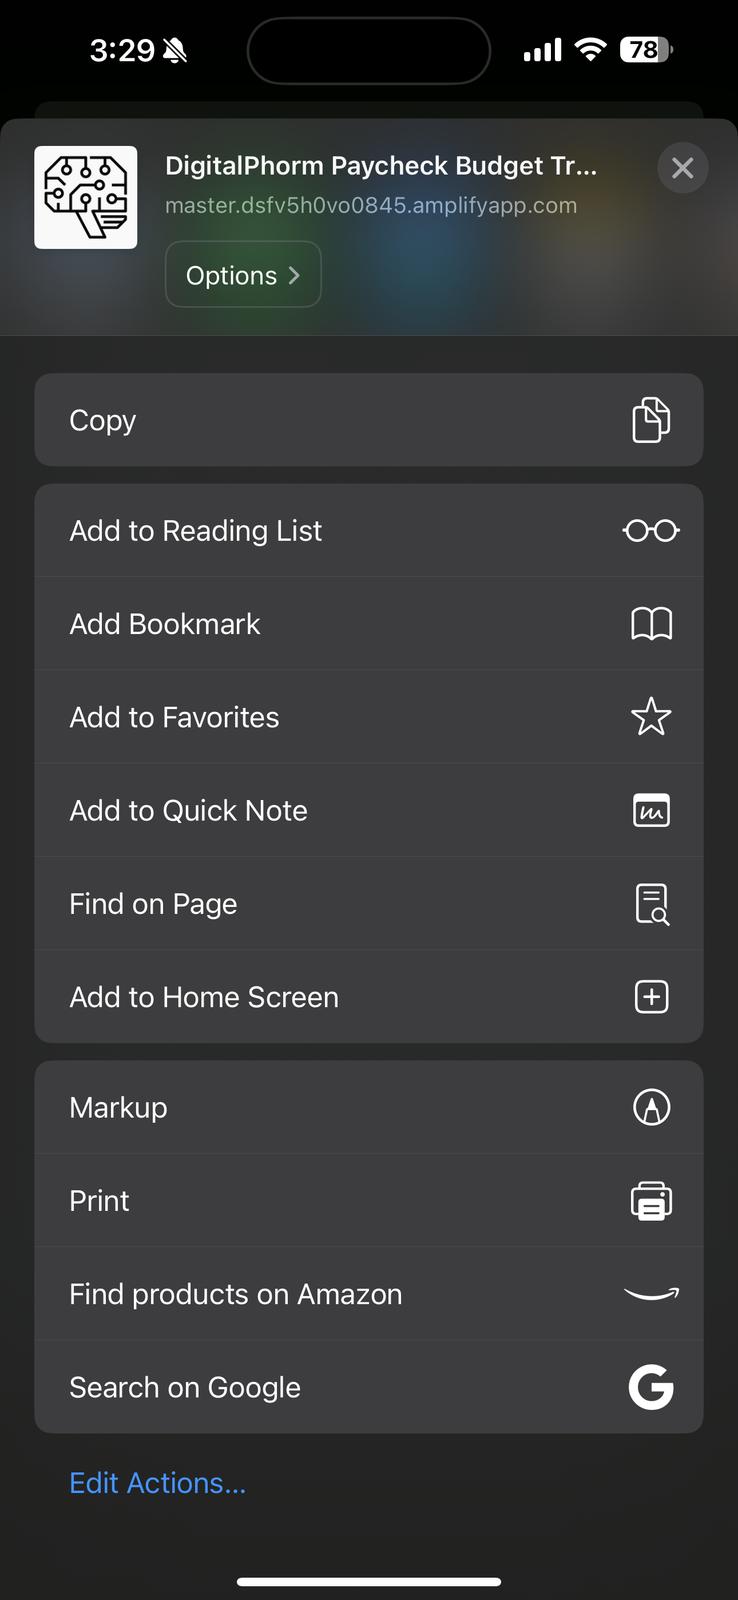 3:29
78
DigitalPhorm Paycheck Budget Tr...
master.dsfv5h0vo0845.amplifyapp.com
Options
Copy
Add to Reading List
Add Bookmark
Add to Favorites
Add to Quick Note
Find on Page
Add to Home Screen
Markup
Print
Find products on Amazon
Search on Google
Edit Actions...